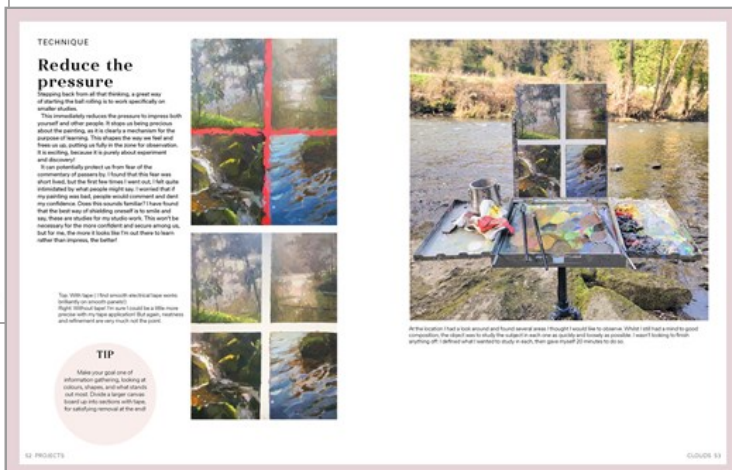 TECHNIQUE
Reduce the
pressure
Stepping back from all that thinking, a great way
of starting the ball rolling is to work specifically on
smaller studies.
This immediately reduces the pressure to impress both
yourself and other people. It stops us being precious
about the painting, as it is clearly a mechanism for the
purpose of learning. This shapes the way we feel and
frees us up, putting us fully in the zone for observation.
It is exciting, because it is purely about experiment
and discovery!
It can potentially protect us from fear of the
commentary of passers by. I found that this fear was
short lived, but the first few times I went out, I felt quite
intimidated by what people might say. I worried that if
my painting was bad, people would comment and dent
my confidence. Does this sounds familiar? I have found
that the best way of shielding oneself is to smile and
say, these are studies for my studio work. This won't be
necessary for the more confident and secure among us,
but for me, the more it looks like I'm out there to learn
rather than impress, the better!
Top: With tape ( I find smooth electrical tape works
brilliantly on smooth panels!)
Right: Without tape! I'm sure I could be a little more
precise with my tape application! But again, neatness
and refinement are very much not the point.
TIP
Make your goal one of
information gathering, looking at
colours, shapes, and what stands
out most. Divide a larger canvas
board up into sections with tape,
for satisfying removal at the end!
52 PROJECTS
At the location I had a look around and found several areas I thought I would like to observe. Whilst I still had a mind to good
composition, the object was to study the subject in each one as quickly and loosely as possible. I wasn't looking to finish
anything off. I defined what I wanted to study in each, then gave myself 20 minutes to do so.
CLOUDS 53